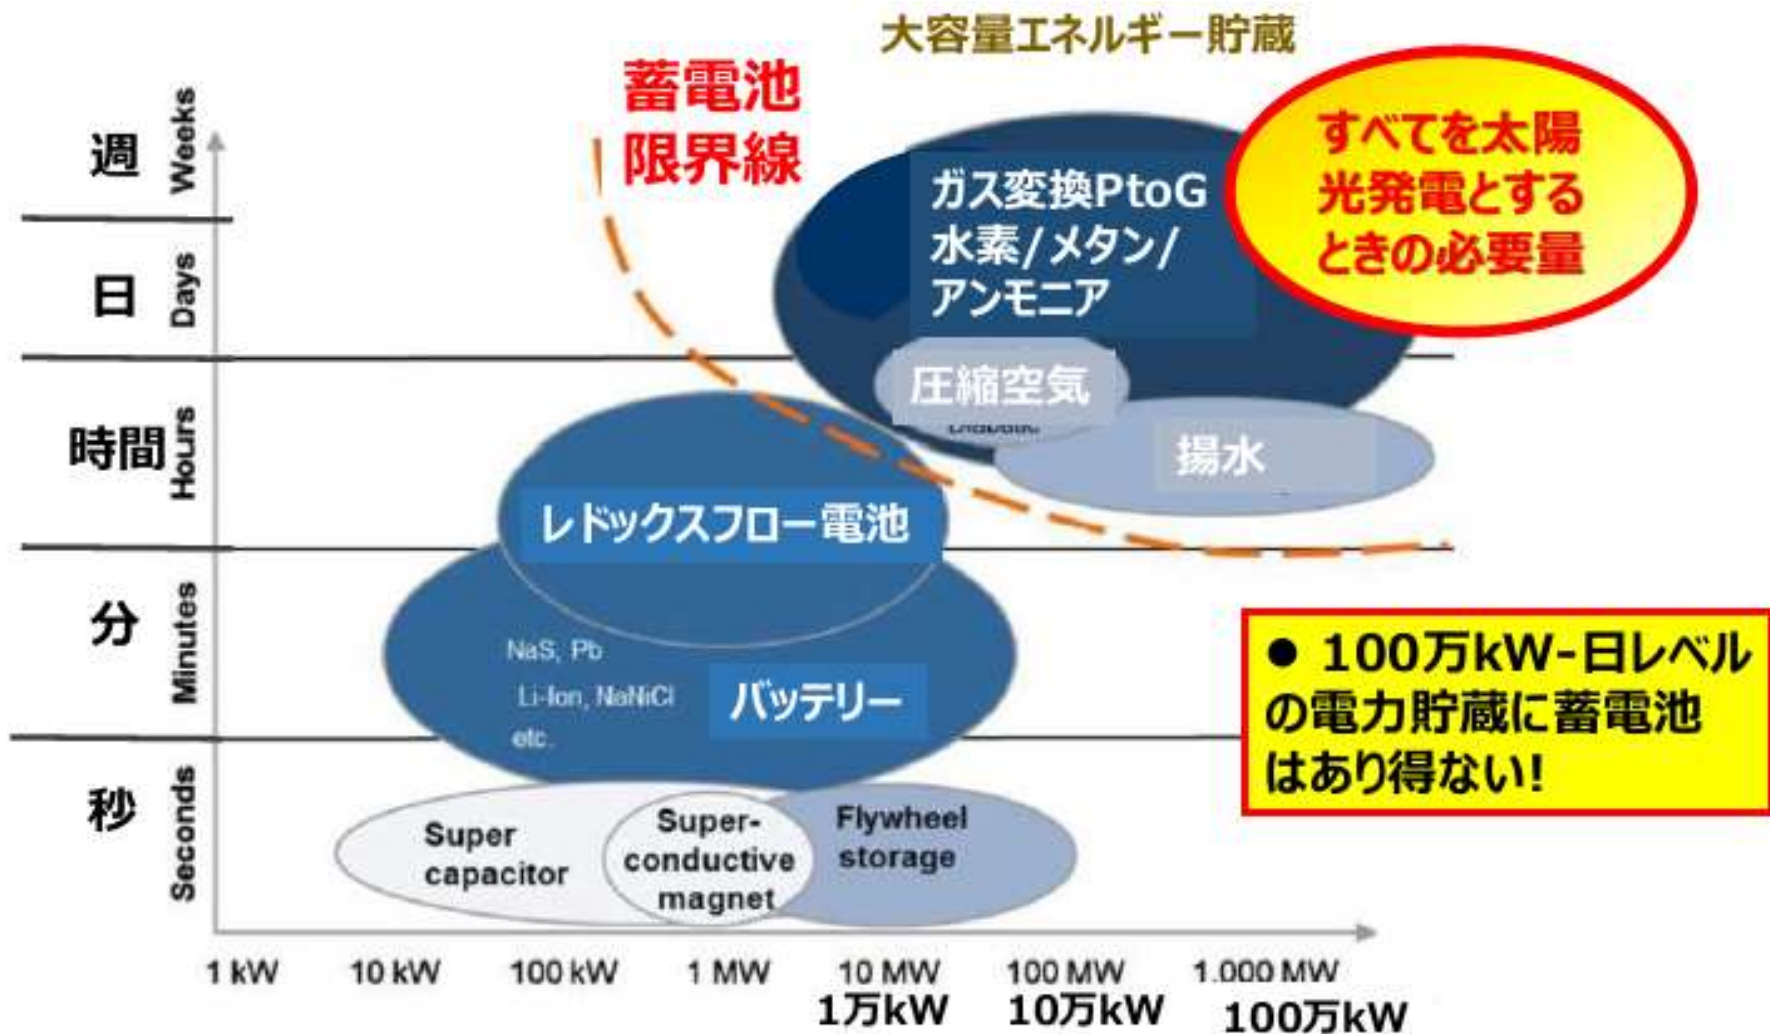 大容量エネルギー貯蔵
蓄電池
限界線
すべてを太陽
光発電とする
ときの必要量
ガス変換PtoG
水素/メタン/
アンモニア
圧縮空気
揚水
レドックスフロー電池
NaS, Pb
Li-Ion, NaNiCl
etc.
バッテリー
● 100万kW-日レベル
の電力貯蔵に蓄電池
はあり得ない!
Super
capacitor
Super-
conductive
magnet
Flywheel
storage
週 Weeks
日 Days
時間 Hours
分 Minutes
秒 Seconds
1 kW 10 kW 100 kW 1 MW 10 MW 100 MW 1.000 MW
1万kW 10万kW 100万kW